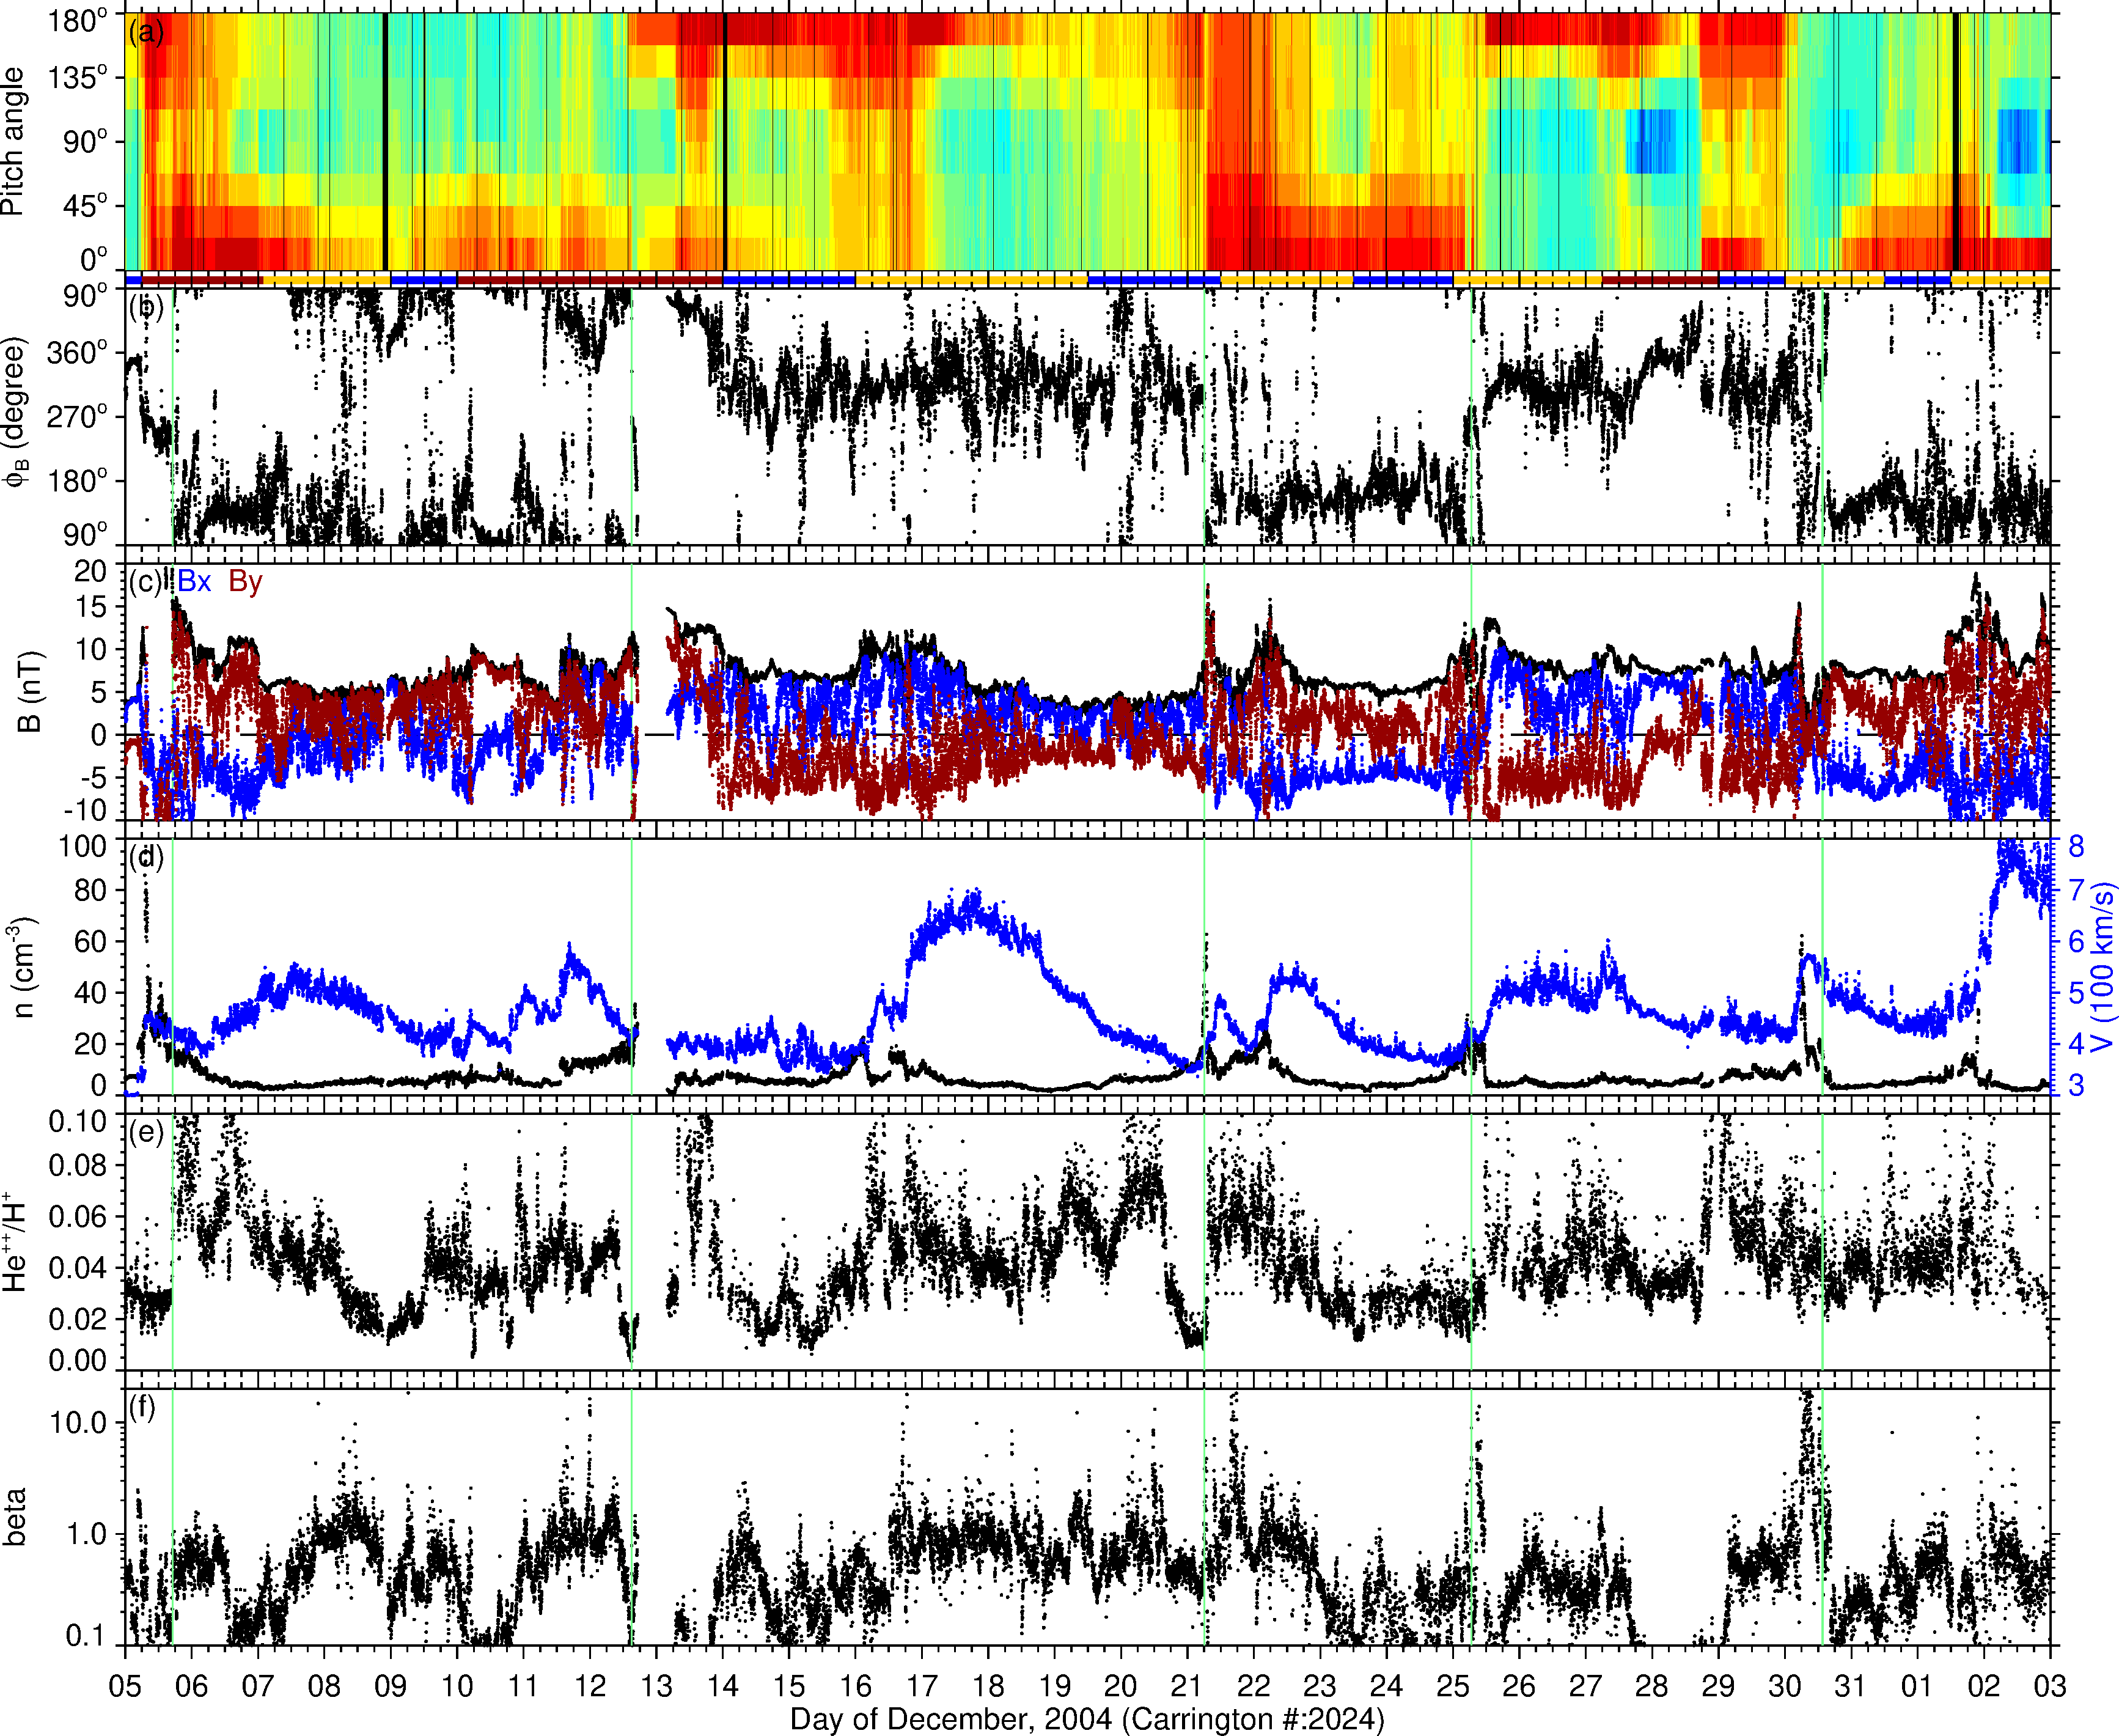 (a)
Pitch angle
180°
135°
90°
45°
0°
(b)
ϕB (degree)
90°
360°
270°
180°
90°
(c)
Bx By
B (nT)
20
15
10
5
0
-5
-10
(d)
n (cm-3)
100
80
60
40
20
0
V (100 km/s)
8
7
6
5
4
3
(e)
He++/H+
0.10
0.08
0.06
0.04
0.02
0.00
(f)
beta
10.0
1.0
0.1
05 06 07 08 09 10 11 12 13 14 15 16 17 18 19 20 21 22 23 24 25 26 27 28 29 30 31 01 02 03
Day of December, 2004 (Carrington #:2024)